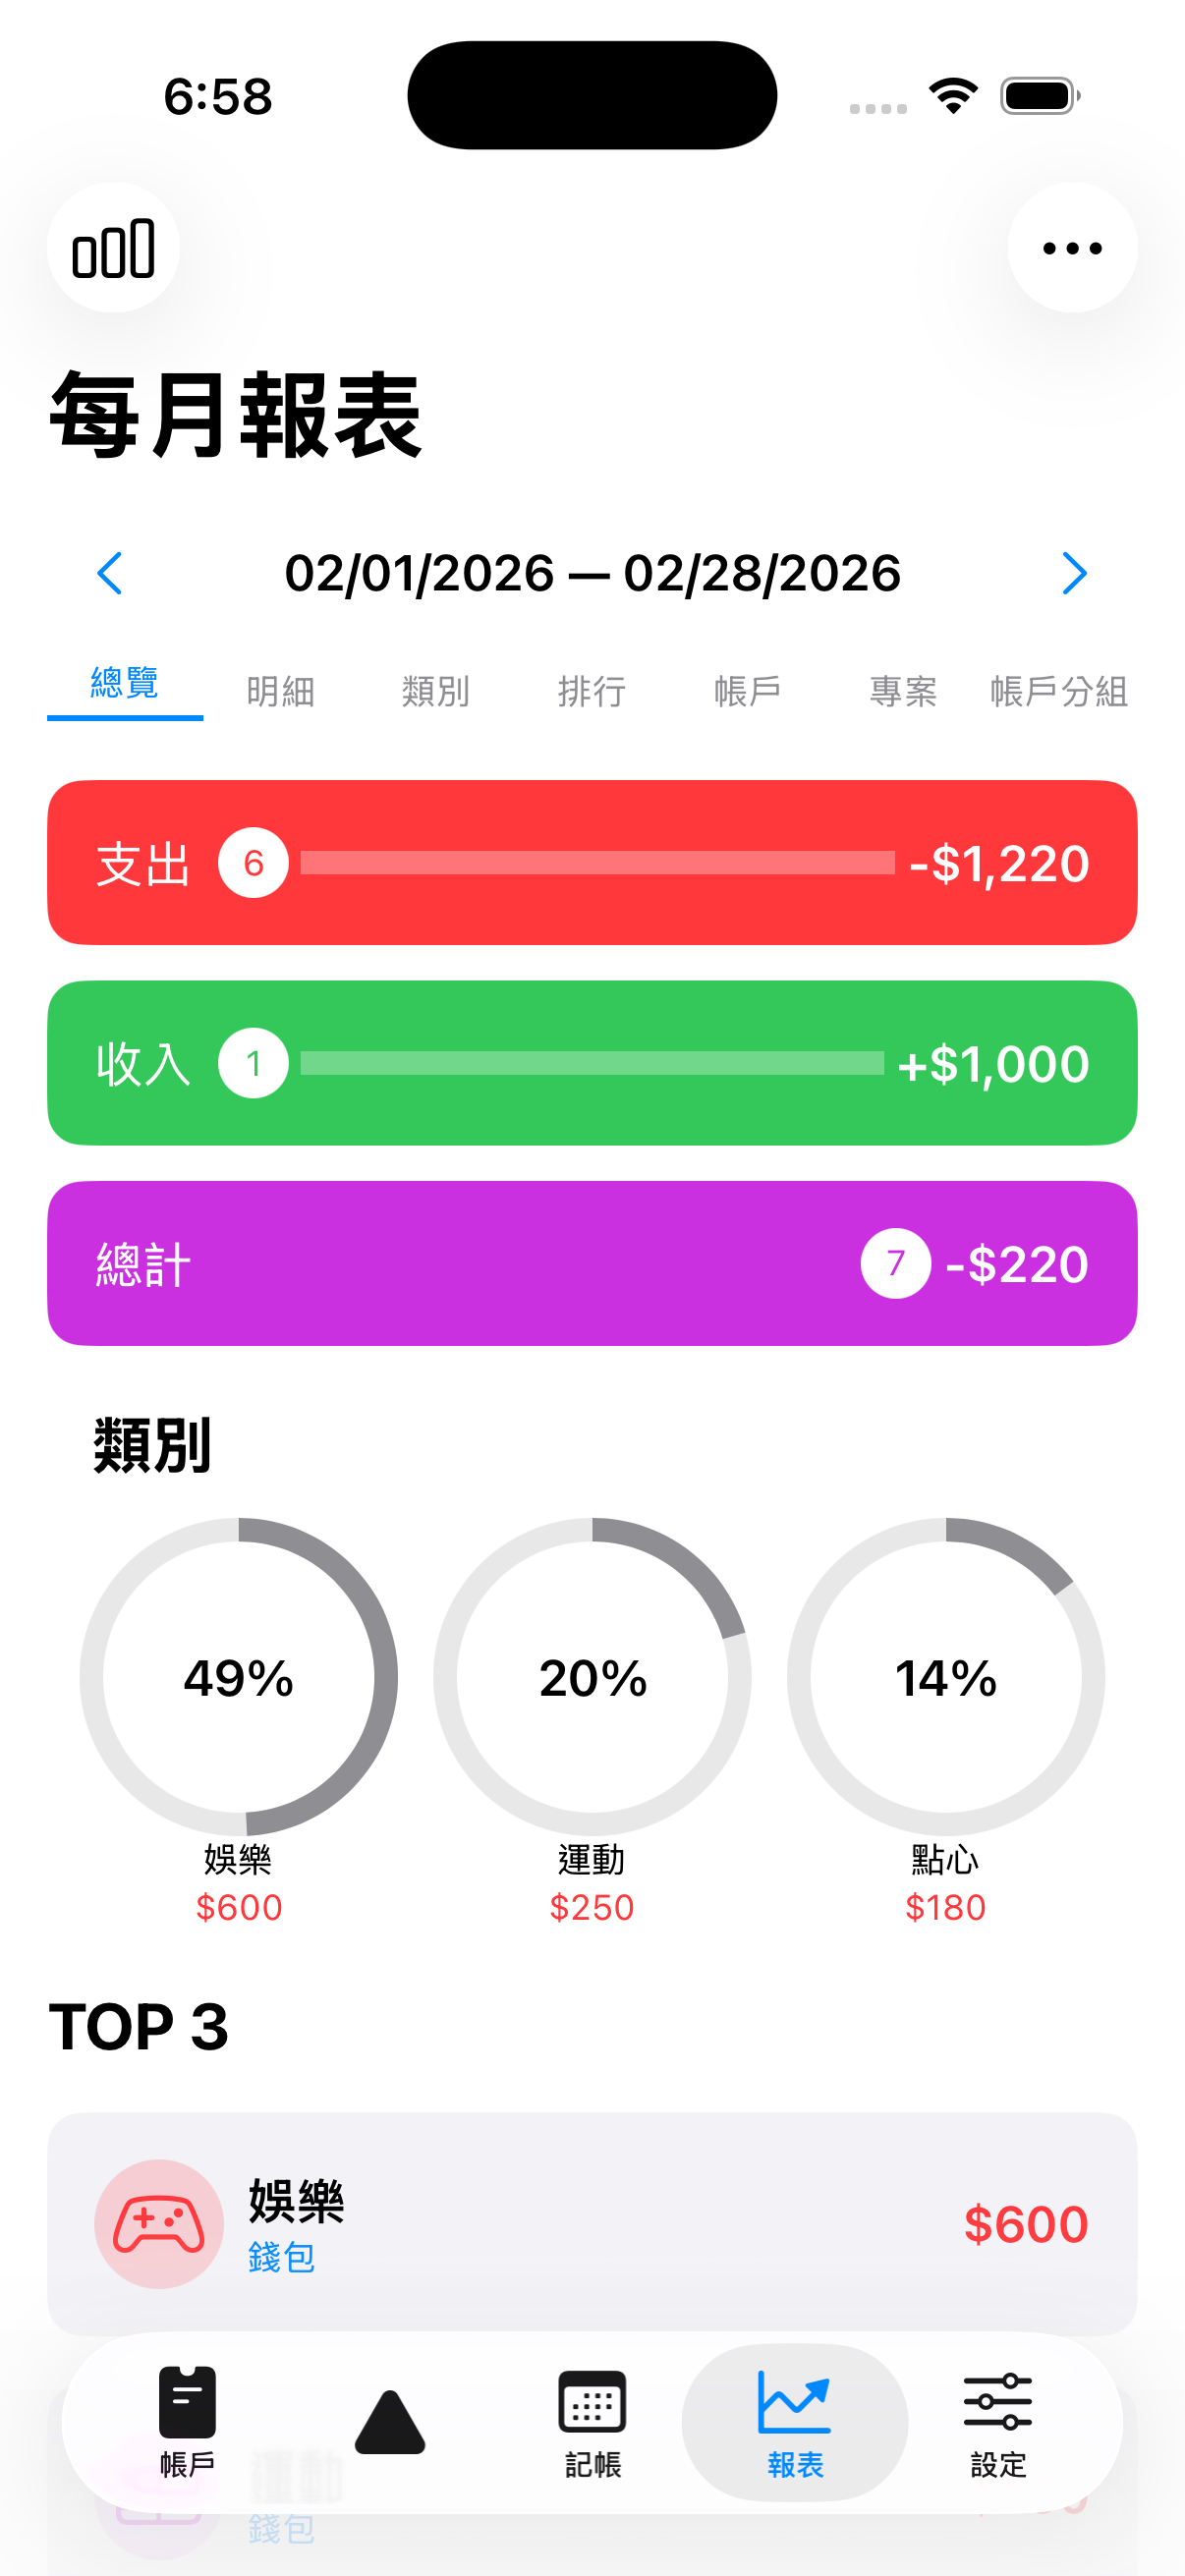 6:58
每月報表
02/01/2026 — 02/28/2026
總覽 明細 類別 排行 帳戶 專案 帳戶分組
支出 6 -$1,220
收入 1 +$1,000
總計 7 -$220
類別
49% 20% 14%
娛樂 運動 點心
$600 $250 $180
TOP 3
娛樂
錢包
$600
運動
錢包
帳戶 記帳 報表 設定